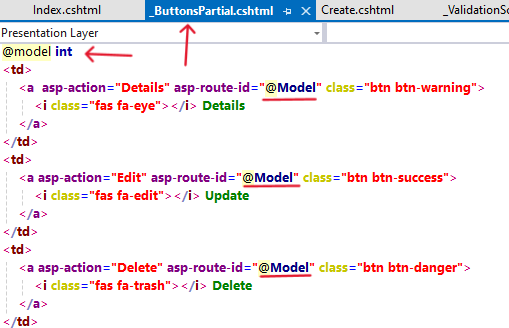 Index.cshtml _ButtonsPartial.cshtml Create.cshtml _ValidationSc
Presentation Layer
@model int
<td>
<a asp-action="Details" asp-route-id="@Model" class="btn btn-warning">
<i class="fas fa-eye"></i> Details
</a>
</td>
<td>
<a asp-action="Edit" asp-route-id="@Model" class="btn btn-success">
<i class="fas fa-edit"></i> Update
</a>
</td>
<td>
<a asp-action="Delete" asp-route-id="@Model" class="btn btn-danger">
<i class="fas fa-trash"></i> Delete
</a>
</td>